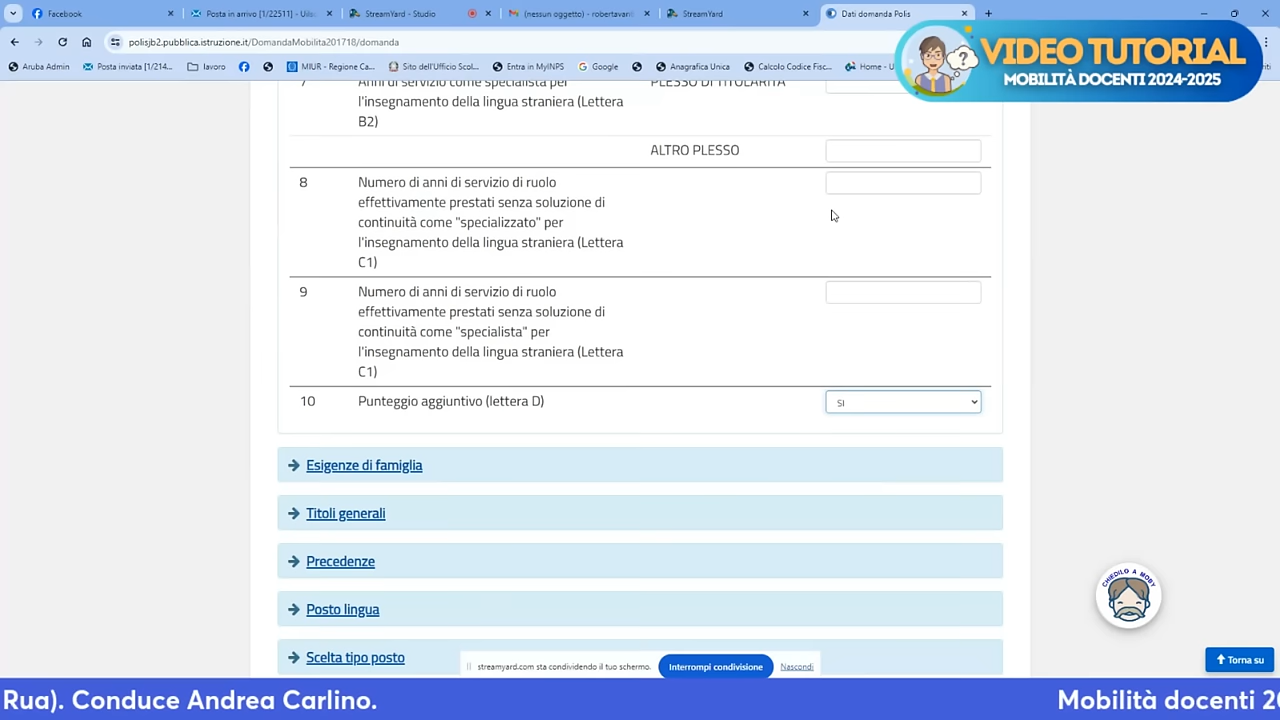 Facebook
Posta in arrivo [1/22511] - Uils
StreamYard - Studio
(nessun oggetto) - robertavaril
StreamYard
Dati domanda Polis
polisjb2.pubblica.istruzione.it/DomandaMobilita201718/domanda
Aruba Admin
Posta inviata [1/214...
lavoro
MIUR - Regione Ca...
Sito dell'Ufficio Scol...
Entra in MyINPS
Google
Anagrafica Unica
Calcolo Codice Fisc...
Home - U
VIDEO TUTORIAL
MOBILITÀ DOCENTI 2024-2025
7 Anni di servizio come specialista per PLESSO DI TITOLARITA'
l'insegnamento della lingua straniera (Lettera
B2)
ALTRO PLESSO
8 Numero di anni di servizio di ruolo
effettivamente prestati senza soluzione di
continuità come "specializzato" per
l'insegnamento della lingua straniera (Lettera
C1)
9 Numero di anni di servizio di ruolo
effettivamente prestati senza soluzione di
continuità come "specialista" per
l'insegnamento della lingua straniera (Lettera
C1)
10 Punteggio aggiuntivo (lettera D) SI
Esigenze di famiglia
Titoli generali
Precedenze
Posto lingua
Scelta tipo posto
CHIEDILO A MOBY
streamyard.com sta condividendo il tuo schermo. Interrompi condivisione Nascondi
Torna su
Rua). Conduce Andrea Carlino. Mobilità docenti